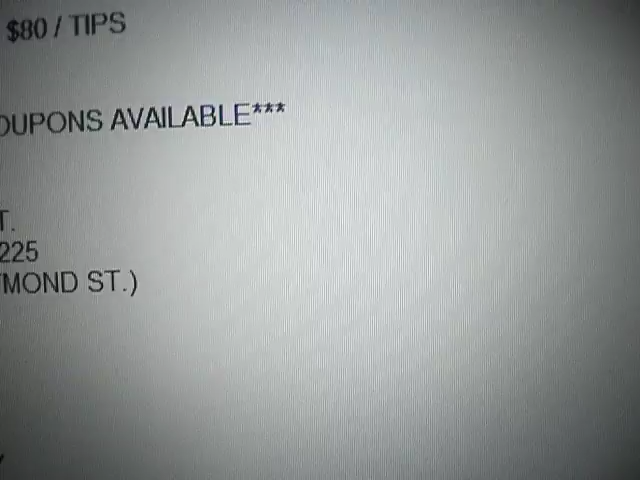 $80 / TIPS
OUPONS AVAILABLE***
T.
225
MOND ST.)